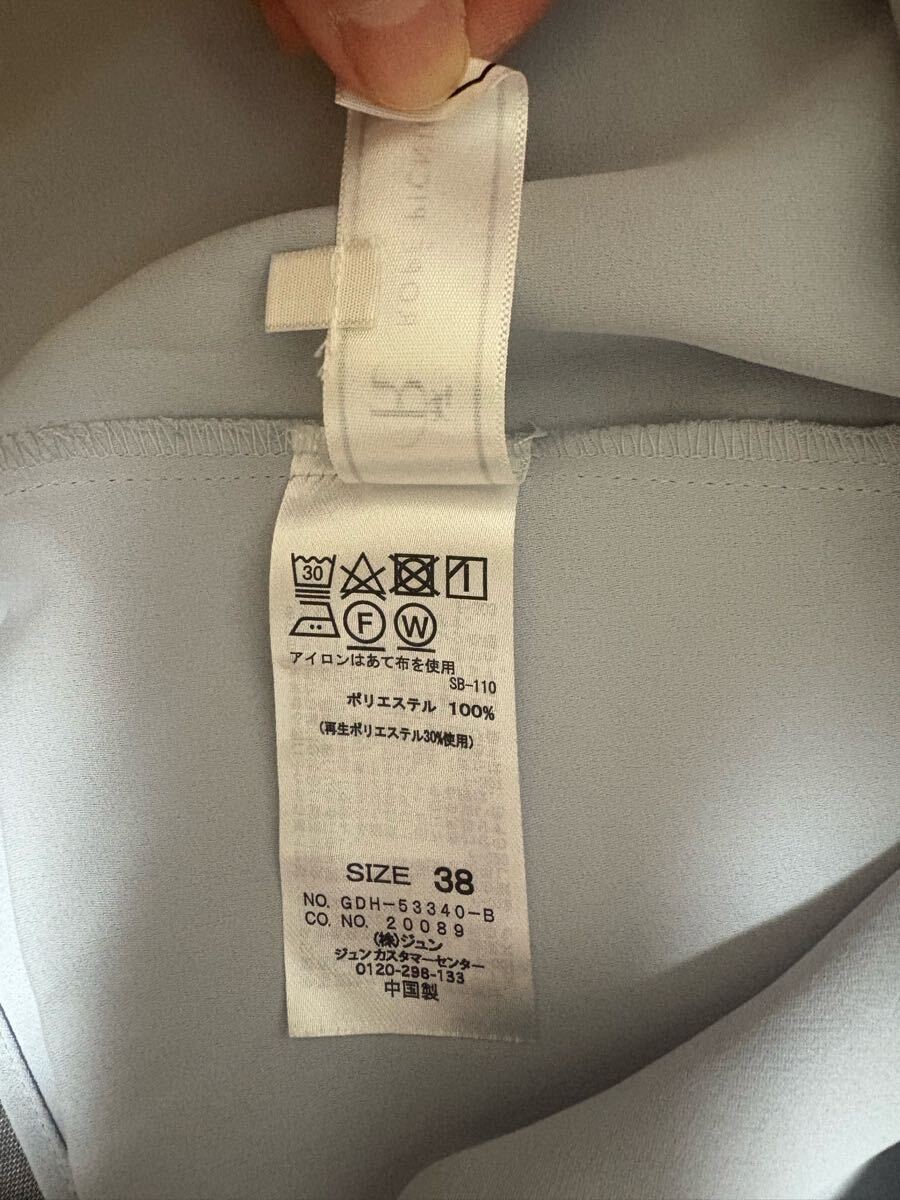 ROPÉ PICNIC
30
F W
アイロンはあて布を使用
SB-110
ポリエステル 100%
(再生ポリエステル30%使用)
SIZE 38
NO. GDH-53340-B
CO. NO. 20089
(株)ジュン
ジュンカスタマーセンター
0120-298-133
中国製